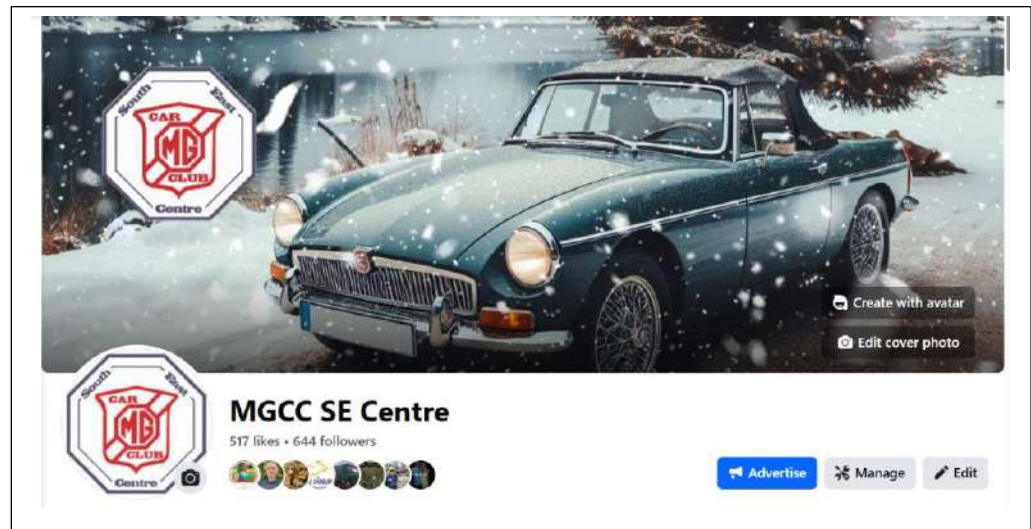 South East
CAR
MG
CLUB
Centre
Create with avatar
Edit cover photo
South East
CAR
MG
CLUB
Centre
MGCC SE Centre
517 likes • 644 followers
Advertise
Manage
Edit